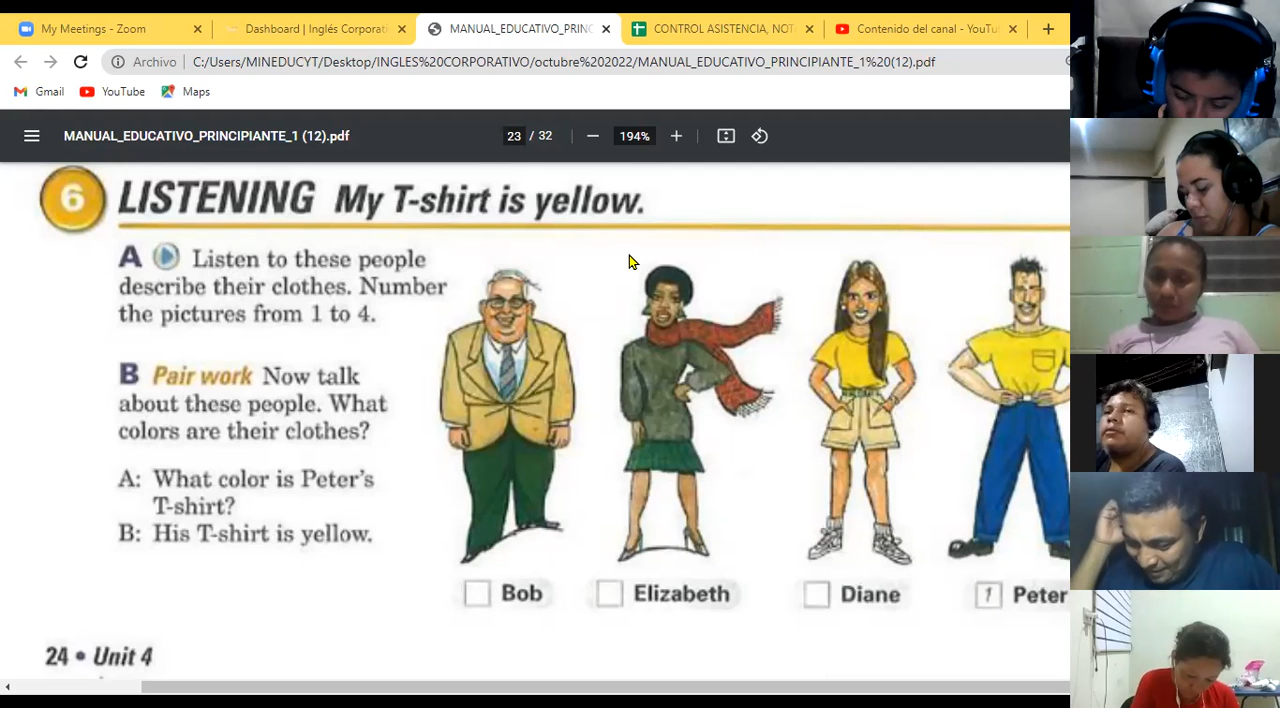 My Meetings - Zoom
Dashboard | Inglés Corporati
MANUAL_EDUCATIVO_PRINC
CONTROL ASISTENCIA, NOT
Contenido del canal - YouTu
Archivo
C:/Users/MINEDUCYT/Desktop/INGLES%20CORPORATIVO/octubre%202022/MANUAL_EDUCATIVO_PRINCIPIANTE_1%20(12).pdf
Gmail
YouTube
Maps
MANUAL_EDUCATIVO_PRINCIPIANTE_1 (12).pdf
23 / 32
194%
6 LISTENING My T-shirt is yellow.
A Listen to these people
describe their clothes. Number
the pictures from 1 to 4.
B Pair work Now talk
about these people. What
colors are their clothes?
A: What color is Peter's
T-shirt?
B: His T-shirt is yellow.
Bob
Elizabeth
Diane
1 Peter
24 • Unit 4